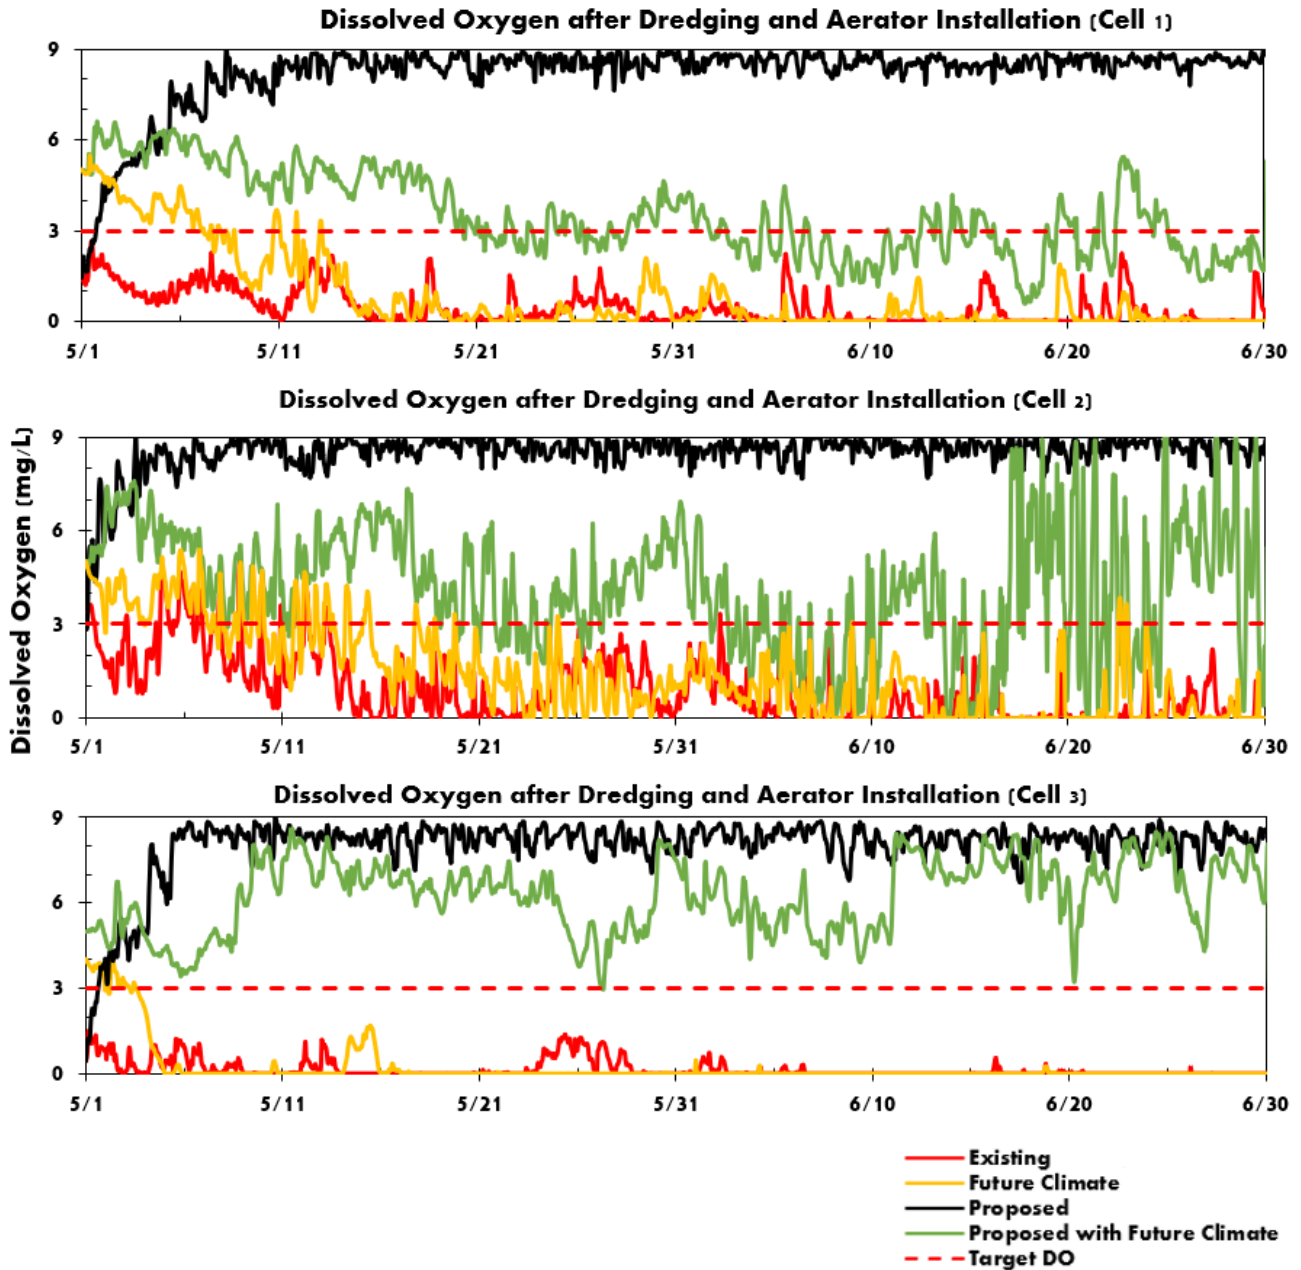 Dissolved Oxygen after Dredging and Aerator Installation (Cell 1)
9
6
3
0
5/1 5/11 5/21 5/31 6/10 6/20 6/30
Dissolved Oxygen after Dredging and Aerator Installation (Cell 2)
Dissolved Oxygen (mg/L)
9
6
3
0
5/1 5/11 5/21 5/31 6/10 6/20 6/30
Dissolved Oxygen after Dredging and Aerator Installation (Cell 3)
9
6
3
0
5/1 5/11 5/21 5/31 6/10 6/20 6/30
Existing
Future Climate
Proposed
Proposed with Future Climate
Target DO